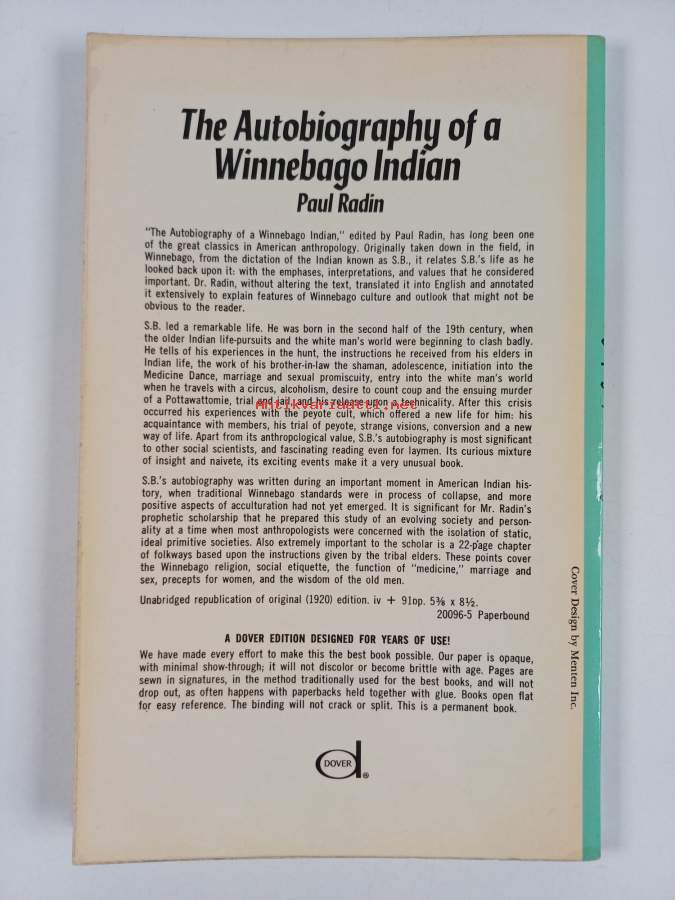 The Autobiography of a
Winnebago Indian
Paul Radin
"The Autobiography of a Winnebago Indian," edited by Paul Radin, has long been one
of the great classics in American anthropology. Originally taken down in the field, in
Winnebago, from the dictation of the Indian known as S.B., it relates S.B.'s life as he
looked back upon it: with the emphases, interpretations, and values that he considered
important. Dr. Radin, without altering the text, translated it into English and annotated
it extensively to explain features of Winnebago culture and outlook that might not be
obvious to the reader.
S.B. led a remarkable life. He was born in the second half of the 19th century, when
the older Indian life-pursuits and the white man's world were beginning to clash badly.
He tells of his experiences in the hunt, the instructions he received from his elders in
Indian life, the work of his brother-in-law the shaman, adolescence, initiation into the
Medicine Dance, marriage and sexual promiscuity, entry into the white man's world
when he travels with a circus, alcoholism, desire to count coup and the ensuing murder
of a Pottawattomie, trial and jail, and his release upon a technicality. After this crisis
Antikvariaatti.net
occurred his experiences with the peyote cult, which offered a new life for him: his
acquaintance with members, his trial of peyote, strange visions, conversion and a new
way of life. Apart from its anthropological value, S.B.'s autobiography is most significant
to other social scientists, and fascinating reading even for laymen. Its curious mixture
of insight and naivete, its exciting events make it a very unusual book.
S.B.'s autobiography was written during an important moment in American Indian his-
tory, when traditional Winnebago standards were in process of collapse, and more
positive aspects of acculturation had not yet emerged. It is significant for Mr. Radin's
prophetic scholarship that he prepared this study of an evolving society and person-
ality at a time when most anthropologists were concerned with the isolation of static,
ideal primitive societies. Also extremely important to the scholar is a 22-page chapter
of folkways based upon the instructions given by the tribal elders. These points cover
the Winnebago religion, social etiquette, the function of "medicine," marriage and
sex, precepts for women, and the wisdom of the old men.
Unabridged republication of original (1920) edition. iv + 91pp. 5⅜ x 8½.
20096-5 Paperbound
A DOVER EDITION DESIGNED FOR YEARS OF USE!
We have made every effort to make this the best book possible. Our paper is opaque,
with minimal show-through; it will not discolor or become brittle with age. Pages are
sewn in signatures, in the method traditionally used for the best books, and will not
drop out, as often happens with paperbacks held together with glue. Books open flat
for easy reference. The binding will not crack or split. This is a permanent book.
DOVER ®
Cover Design by Menten Inc.